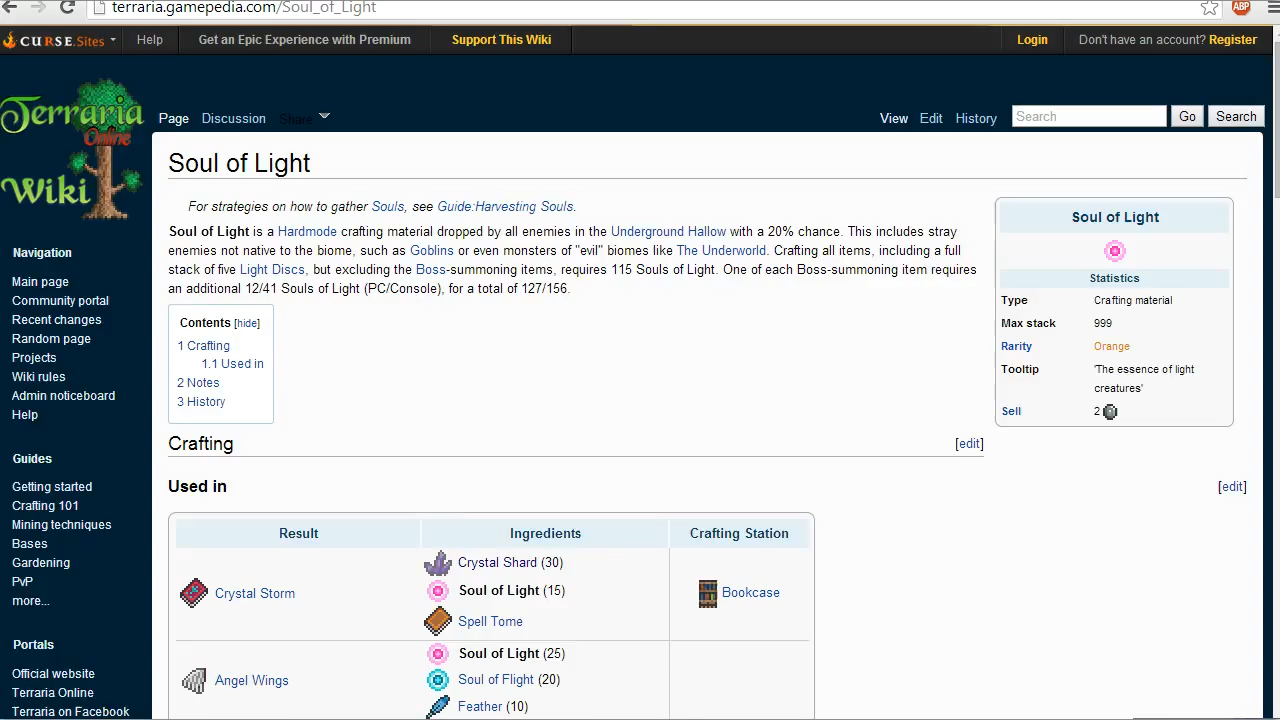 terraria.gamepedia.com/Soul_of_Light
ABP
CURSE.Sites Help Get an Epic Experience with Premium Support This Wiki Login Don't have an account? Register
Terraria
Online
Wiki
Page Discussion Share View Edit History Search Go Search
Soul of Light
For strategies on how to gather Souls, see Guide:Harvesting Souls.
Soul of Light is a Hardmode crafting material dropped by all enemies in the Underground Hallow with a 20% chance. This includes stray
enemies not native to the biome, such as Goblins or even monsters of "evil" biomes like The Underworld. Crafting all items, including a full
stack of five Light Discs, but excluding the Boss-summoning items, requires 115 Souls of Light. One of each Boss-summoning item requires
an additional 12/41 Souls of Light (PC/Console), for a total of 127/156.
Contents [hide]
1 Crafting
1.1 Used in
2 Notes
3 History
Soul of Light
Statistics
Type Crafting material
Max stack 999
Rarity Orange
Tooltip 'The essence of light
creatures'
Sell 2
Navigation
Main page
Community portal
Recent changes
Random page
Projects
Wiki rules
Admin noticeboard
Help
Guides
Getting started
Crafting 101
Mining techniques
Bases
Gardening
PvP
more...
Portals
Official website
Terraria Online
Terraria on Facebook
Crafting [edit]
Used in [edit]
Result Ingredients Crafting Station
Crystal Storm
Crystal Shard (30)
Soul of Light (15)
Spell Tome
Bookcase
Angel Wings
Soul of Light (25)
Soul of Flight (20)
Feather (10)